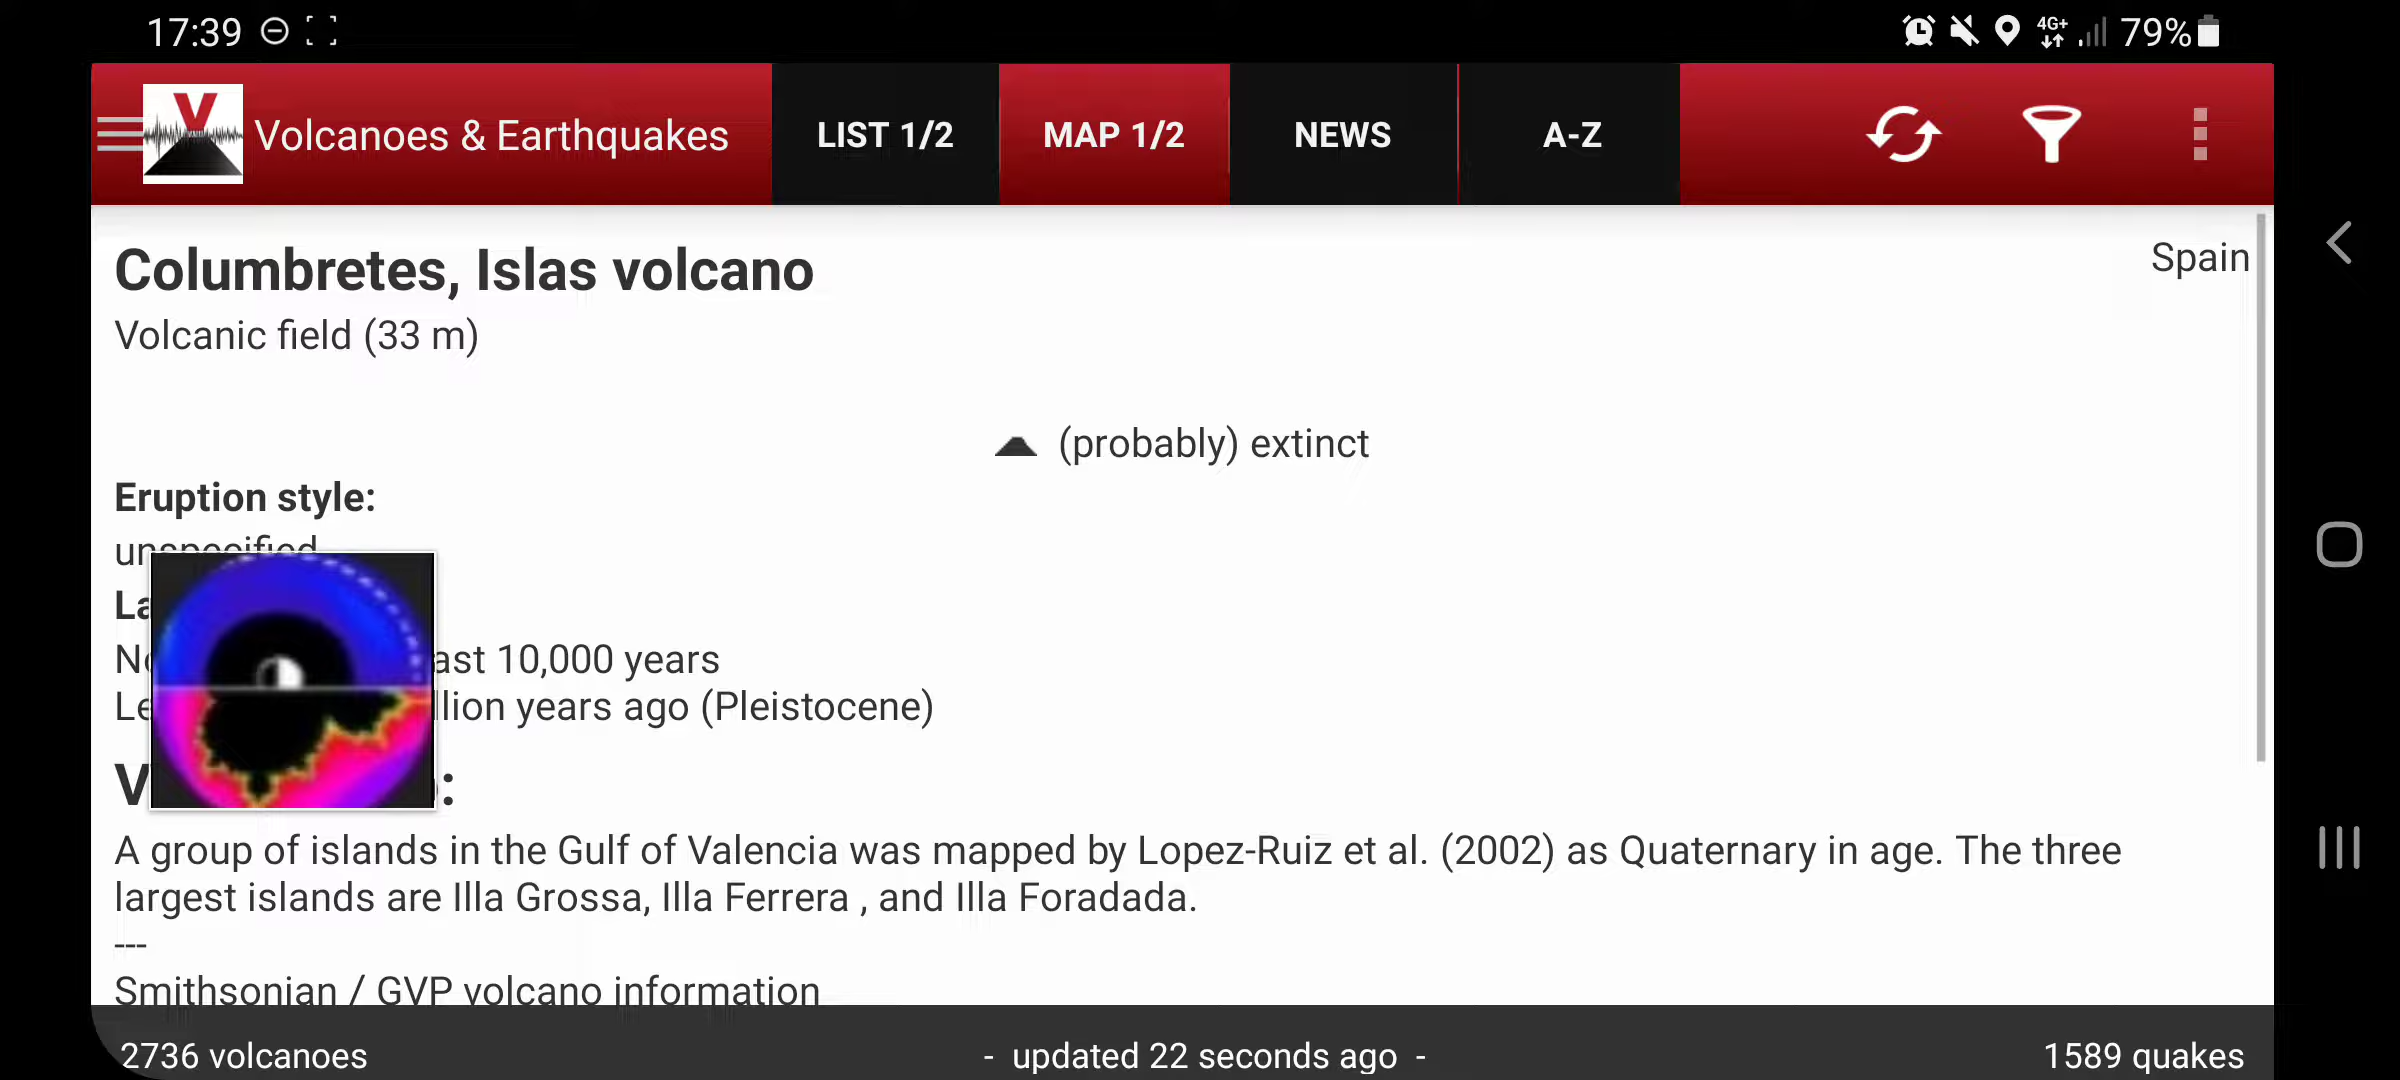 17:39 4G+ 79%
V
Volcanoes & Earthquakes LIST 1/2 MAP 1/2 NEWS A-Z
Columbretes, Islas volcano Spain
Volcanic field (33 m)
(probably) extinct
Eruption style:
unspecified
10,000 years
years ago (Pleistocene)
A group of islands in the Gulf of Valencia was mapped by Lopez-Ruiz et al. (2002) as Quaternary in age. The three
largest islands are Illa Grossa, Illa Ferrera , and Illa Foradada.
---
Smithsonian / GVP volcano information
2736 volcanoes - updated 22 seconds ago - 1589 quakes